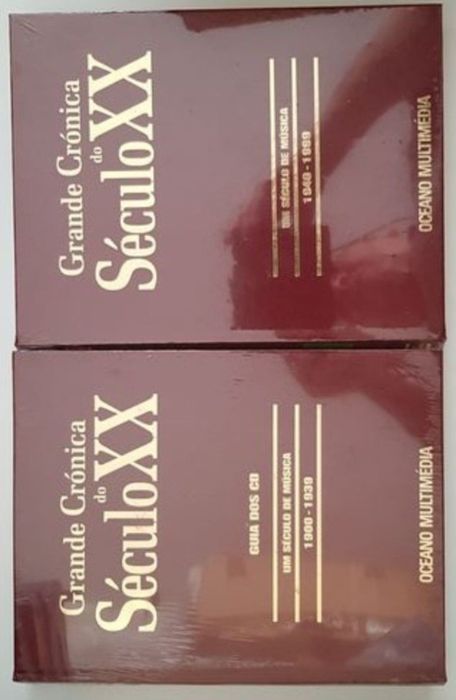 Grande Crónica
do
Século XX
UM SÉCULO DE MÚSICA
1940 - 1999
OCEANO MULTIMÉDIA
Grande Crónica
do
Século XX
GUIA DOS CD
UM SÉCULO DE MÚSICA
1900 - 1939
OCEANO MULTIMÉDIA